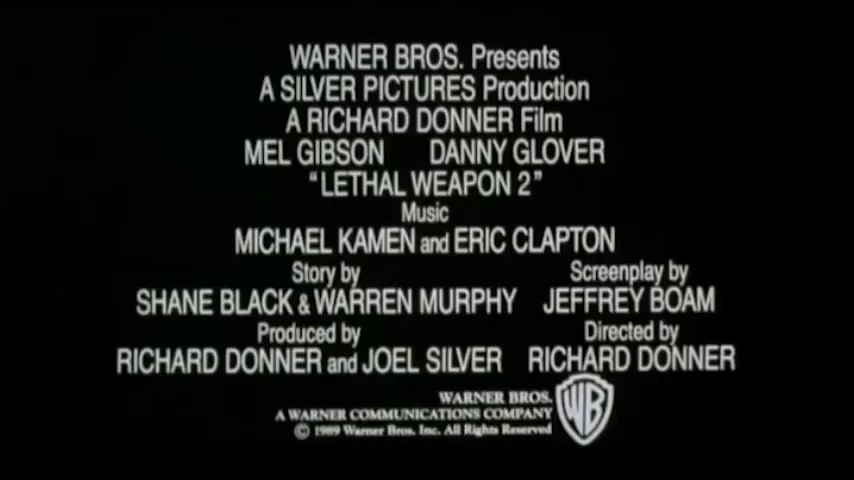 WARNER BROS. Presents
A SILVER PICTURES Production
A RICHARD DONNER Film
MEL GIBSON DANNY GLOVER
"LETHAL WEAPON 2"
Music
MICHAEL KAMEN and ERIC CLAPTON
Story by Screenplay by
SHANE BLACK & WARREN MURPHY JEFFREY BOAM
Produced by Directed by
RICHARD DONNER and JOEL SILVER RICHARD DONNER
WARNER BROS.
A WARNER COMMUNICATIONS COMPANY
© 1989 Warner Bros. Inc. All Rights Reserved
WB